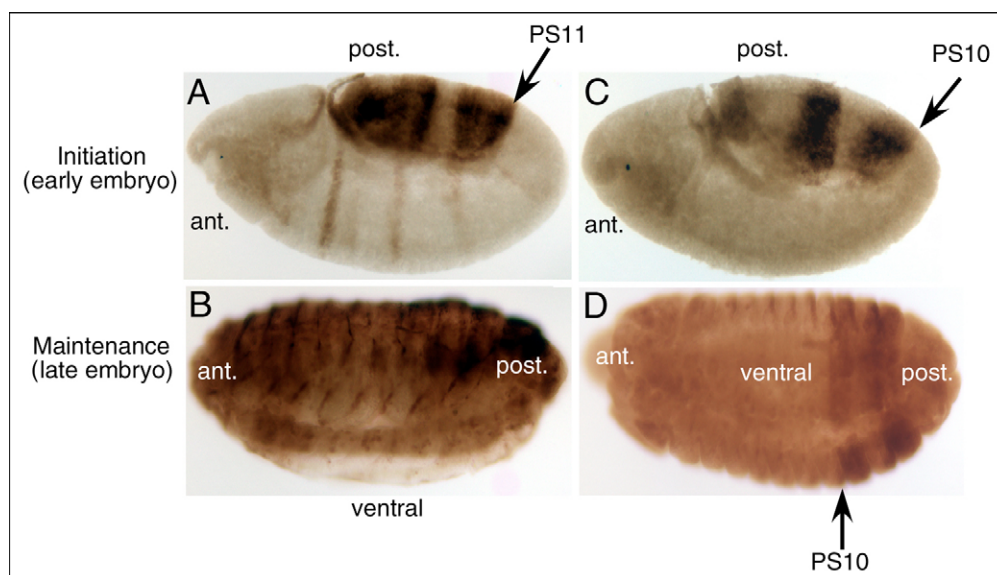 post.
PS11
post.
PS10
A
C
Initiation
(early embryo)
ant.
ant.
B
D
Maintenance
(late embryo)
ant.
post.
ant.
ventral
post.
ventral
PS10